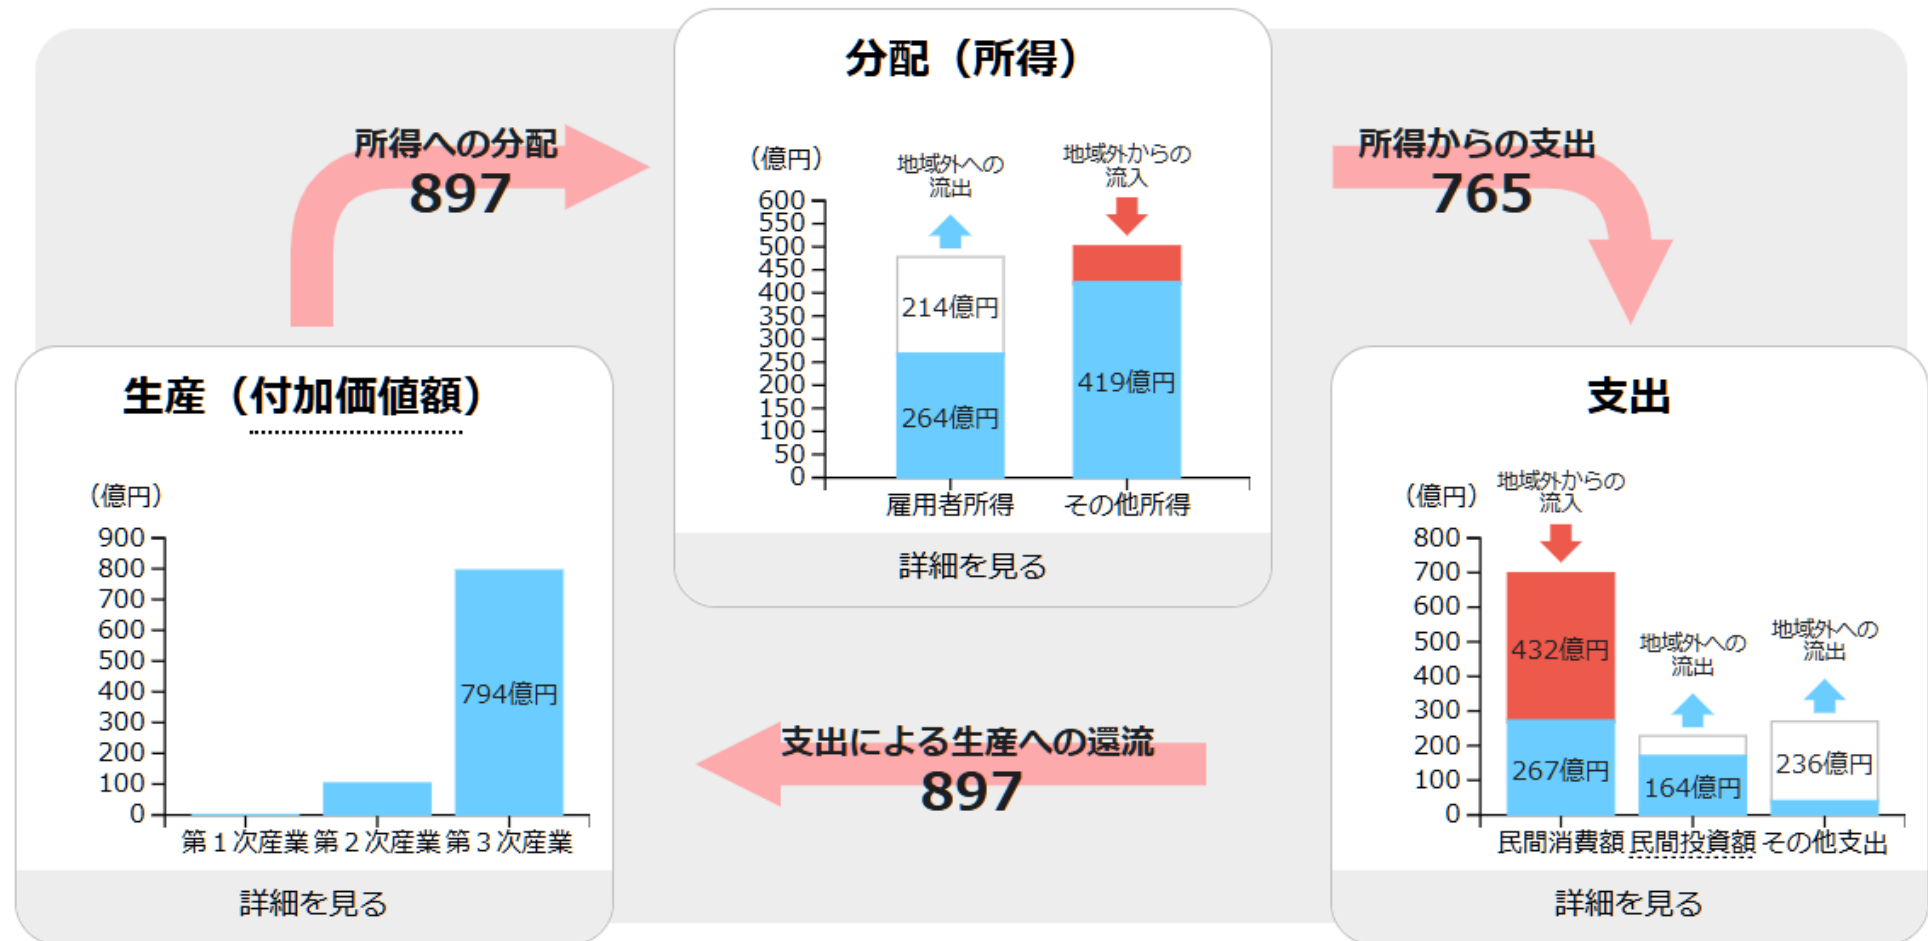 分配（所得）
所得への分配
897
所得からの支出
765
（億円）
地域外への
流出
地域外からの
流入
600
550
500
450
400
350
300
250
200
150
100
50
0
214億円
264億円
419億円
雇用者所得
その他所得
詳細を見る
生産（付加価値額）
（億円）
900
800
700
600
500
400
300
200
100
0
794億円
第１次産業
第２次産業
第３次産業
詳細を見る
支出による生産への還流
897
支出
（億円）
地域外からの
流入
地域外への
流出
地域外への
流出
800
700
600
500
400
300
200
100
0
432億円
267億円
164億円
236億円
民間消費額
民間投資額
その他支出
詳細を見る